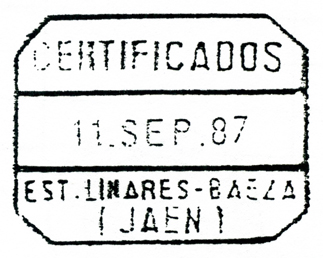 CERTIFICADOS
11.SEP.87
EST.LINARES-BAEZA
(JAEN)